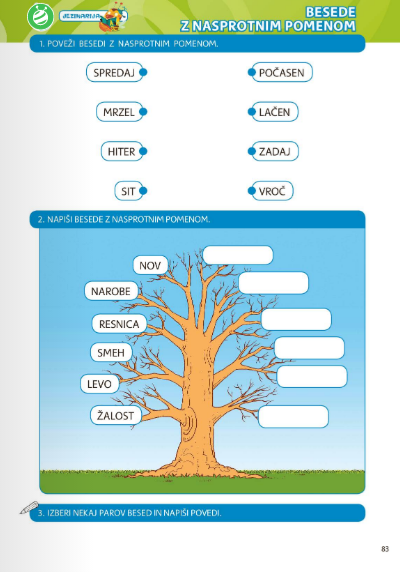 JEZIKARIJA
BESEDE
Z NASPROTNIM POMENOM
1. POVEŽI BESEDI Z NASPROTNIM POMENOM.
SPREDAJ POČASEN
MRZEL LAČEN
HITER ZADAJ
SIT VROČ
2. NAPIŠI BESEDE Z NASPROTNIM POMENOM.
NOV
NAROBE
RESNICA
SMEH
LEVO
ŽALOST
3. IZBERI NEKAJ PAROV BESED IN NAPIŠI POVEDI.
83